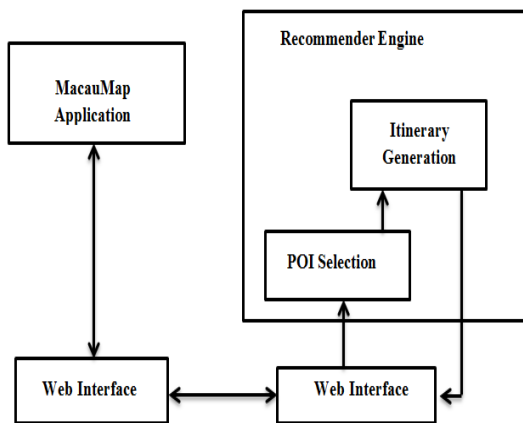 Recommender Engine
MacauMap
Application
Itinerary
Generation
POI Selection
Web Interface
Web Interface